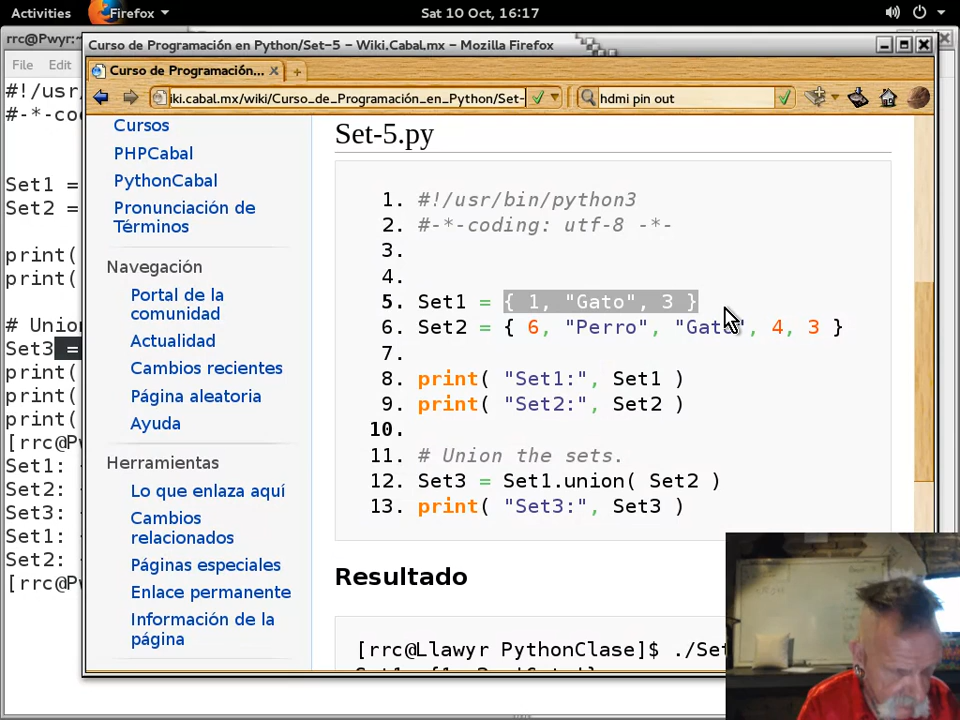 Activities
Firefox
Sat 10 Oct, 16:17
rrc@Pwyr:~
Curso de Programación en Python/Set-5 – Wiki.Cabal.mx – Mozilla Firefox
File Edit
Curso de Programación...
iki.cabal.mx/wiki/Curso_de_Programación_en_Python/Set-
hdmi pin out
#!/usr
#-*-co
Set1 =
Set2 =
print(
print(
# Unio
Set3 =
print(
print(
print(
[rrc@P
Set1:
Set2:
Set3:
Set1:
Set2:
[rrc@P
Cursos
PHPCabal
PythonCabal
Pronunciación de
Términos
Navegación
Portal de la
comunidad
Actualidad
Cambios recientes
Página aleatoria
Ayuda
Herramientas
Lo que enlaza aquí
Cambios
relacionados
Páginas especiales
Enlace permanente
Información de la
página
Set-5.py
1. #!/usr/bin/python3
2. #-*-coding: utf-8 -*-
3.
4.
5. Set1 = { 1, "Gato", 3 }
6. Set2 = { 6, "Perro", "Gato", 4, 3 }
7.
8. print( "Set1:", Set1 )
9. print( "Set2:", Set2 )
10.
11. # Union the sets.
12. Set3 = Set1.union( Set2 )
13. print( "Set3:", Set3 )
Resultado
[rrc@Llawyr PythonClase]$ ./Set